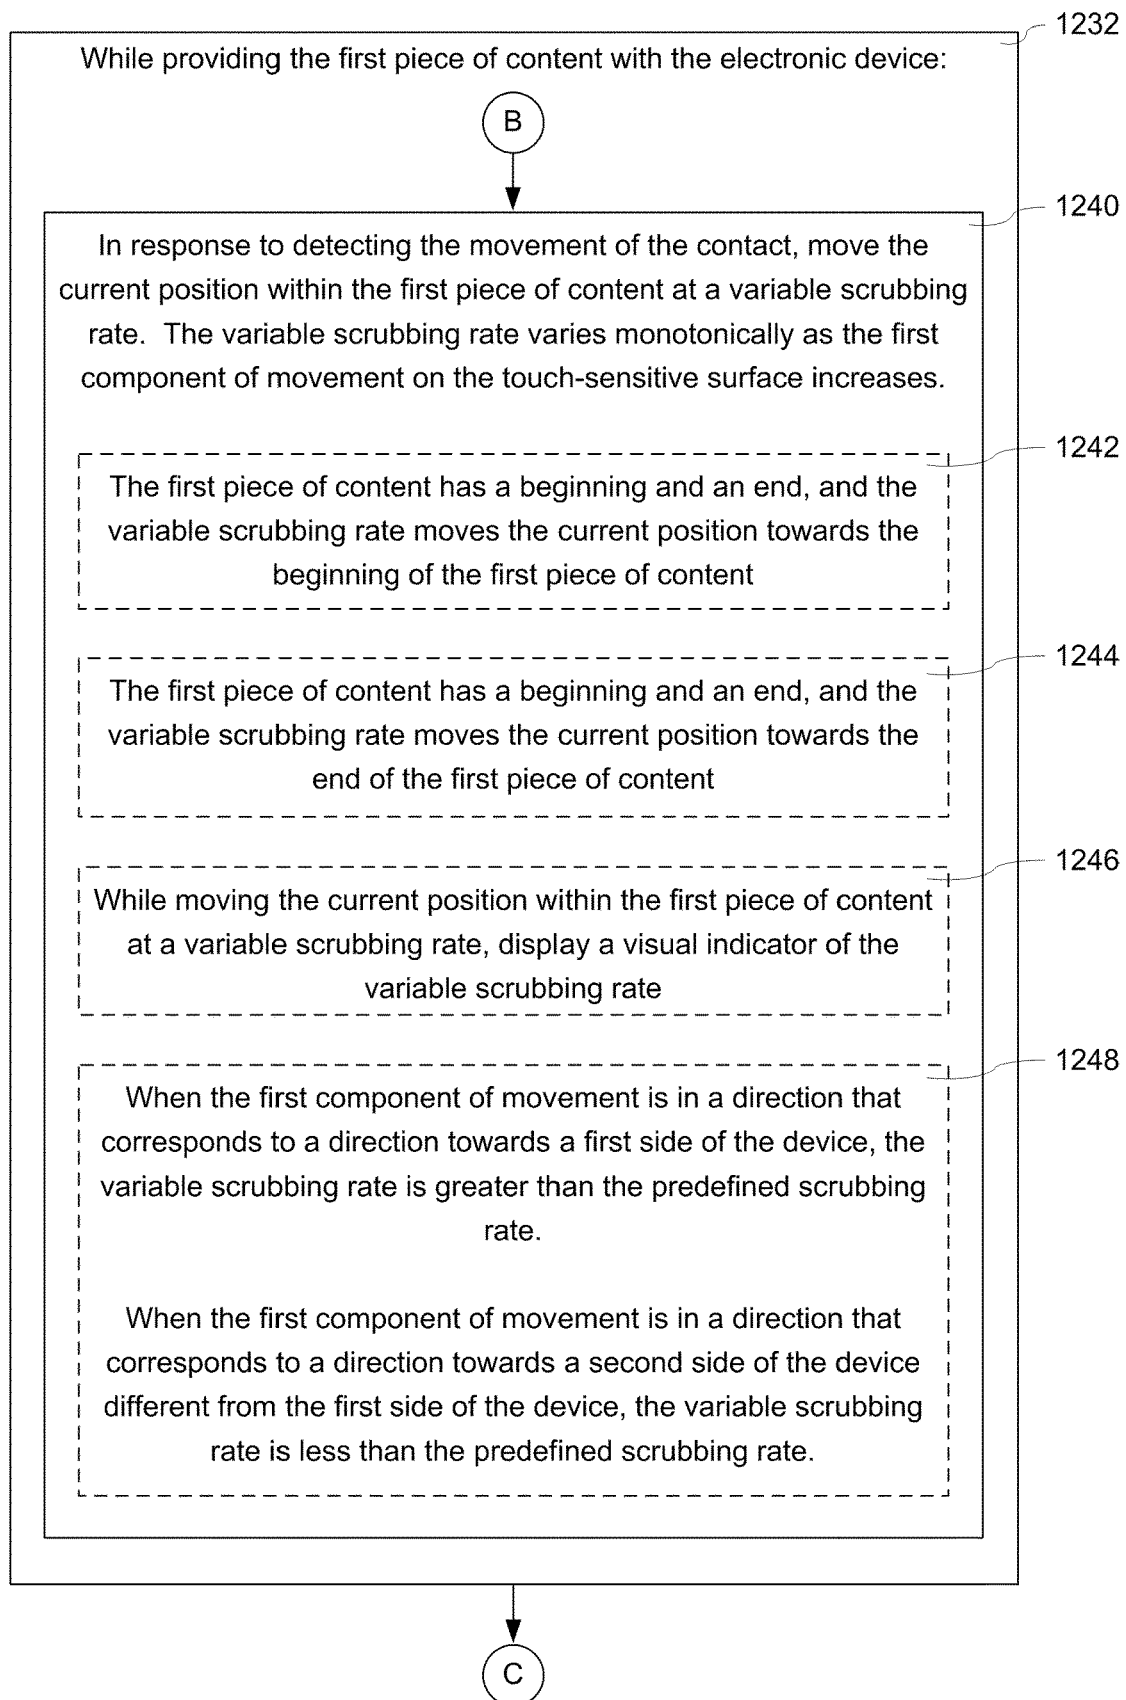 1232
While providing the first piece of content with the electronic device:
B
1240
In response to detecting the movement of the contact, move the
current position within the first piece of content at a variable scrubbing
rate.  The variable scrubbing rate varies monotonically as the first
component of movement on the touch-sensitive surface increases.
1242
The first piece of content has a beginning and an end, and the
variable scrubbing rate moves the current position towards the
beginning of the first piece of content
1244
The first piece of content has a beginning and an end, and the
variable scrubbing rate moves the current position towards the
end of the first piece of content
1246
While moving the current position within the first piece of content
at a variable scrubbing rate, display a visual indicator of the
variable scrubbing rate
1248
When the first component of movement is in a direction that
corresponds to a direction towards a first side of the device, the
variable scrubbing rate is greater than the predefined scrubbing
rate.
When the first component of movement is in a direction that
corresponds to a direction towards a second side of the device
different from the first side of the device, the variable scrubbing
rate is less than the predefined scrubbing rate.
C